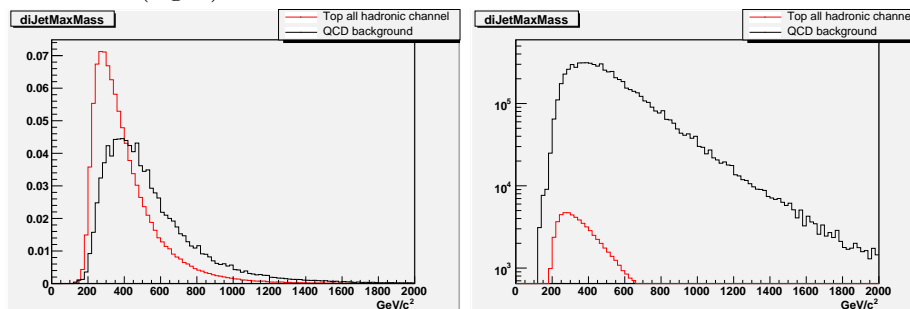 diJetMaxMass
Top all hadronic channel
QCD background
0.07
0.06
0.05
0.04
0.03
0.02
0.01
0
0 200 400 600 800 1000 1200 1400 1600 1800 2000
GeV/c²
diJetMaxMass
Top all hadronic channel
QCD background
10⁵
10⁴
10³
0 200 400 600 800 1000 1200 1400 1600 1800 2000
GeV/c²